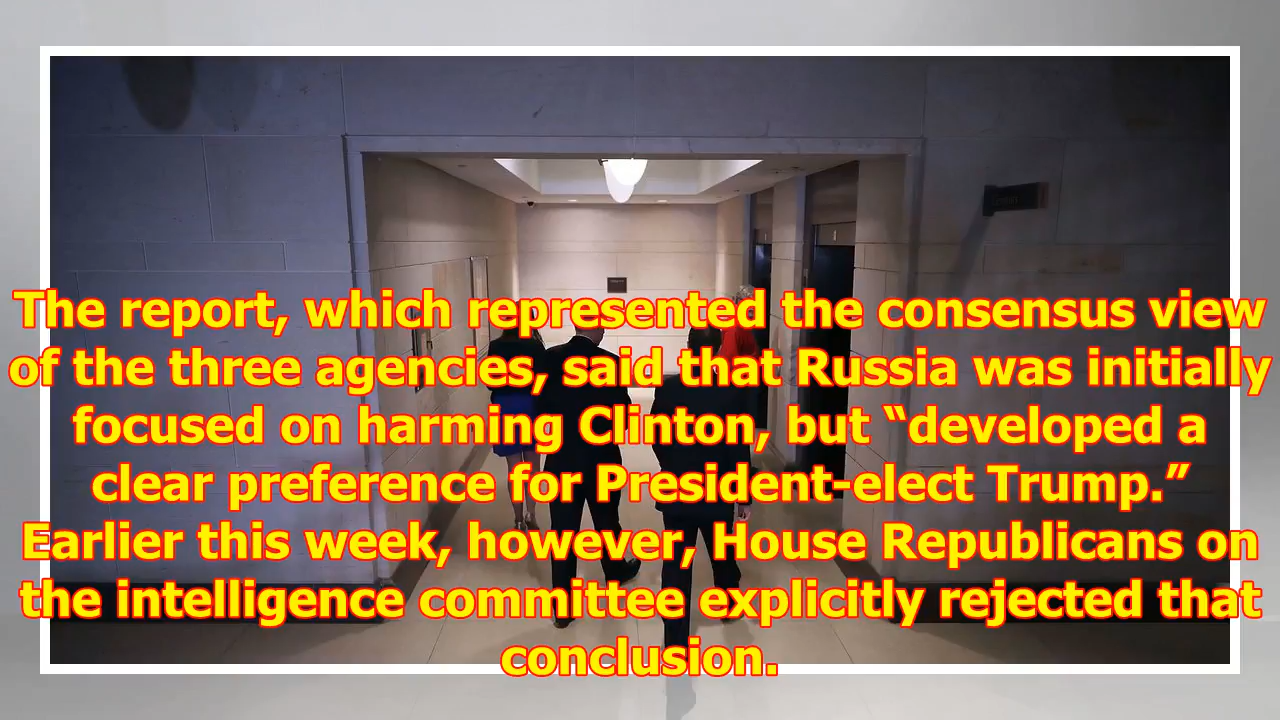 The report, which represented the consensus view
of the three agencies, said that Russia was initially
focused on harming Clinton, but “developed a
clear preference for President-elect Trump.”
Earlier this week, however, House Republicans on
the intelligence committee explicitly rejected that
conclusion.